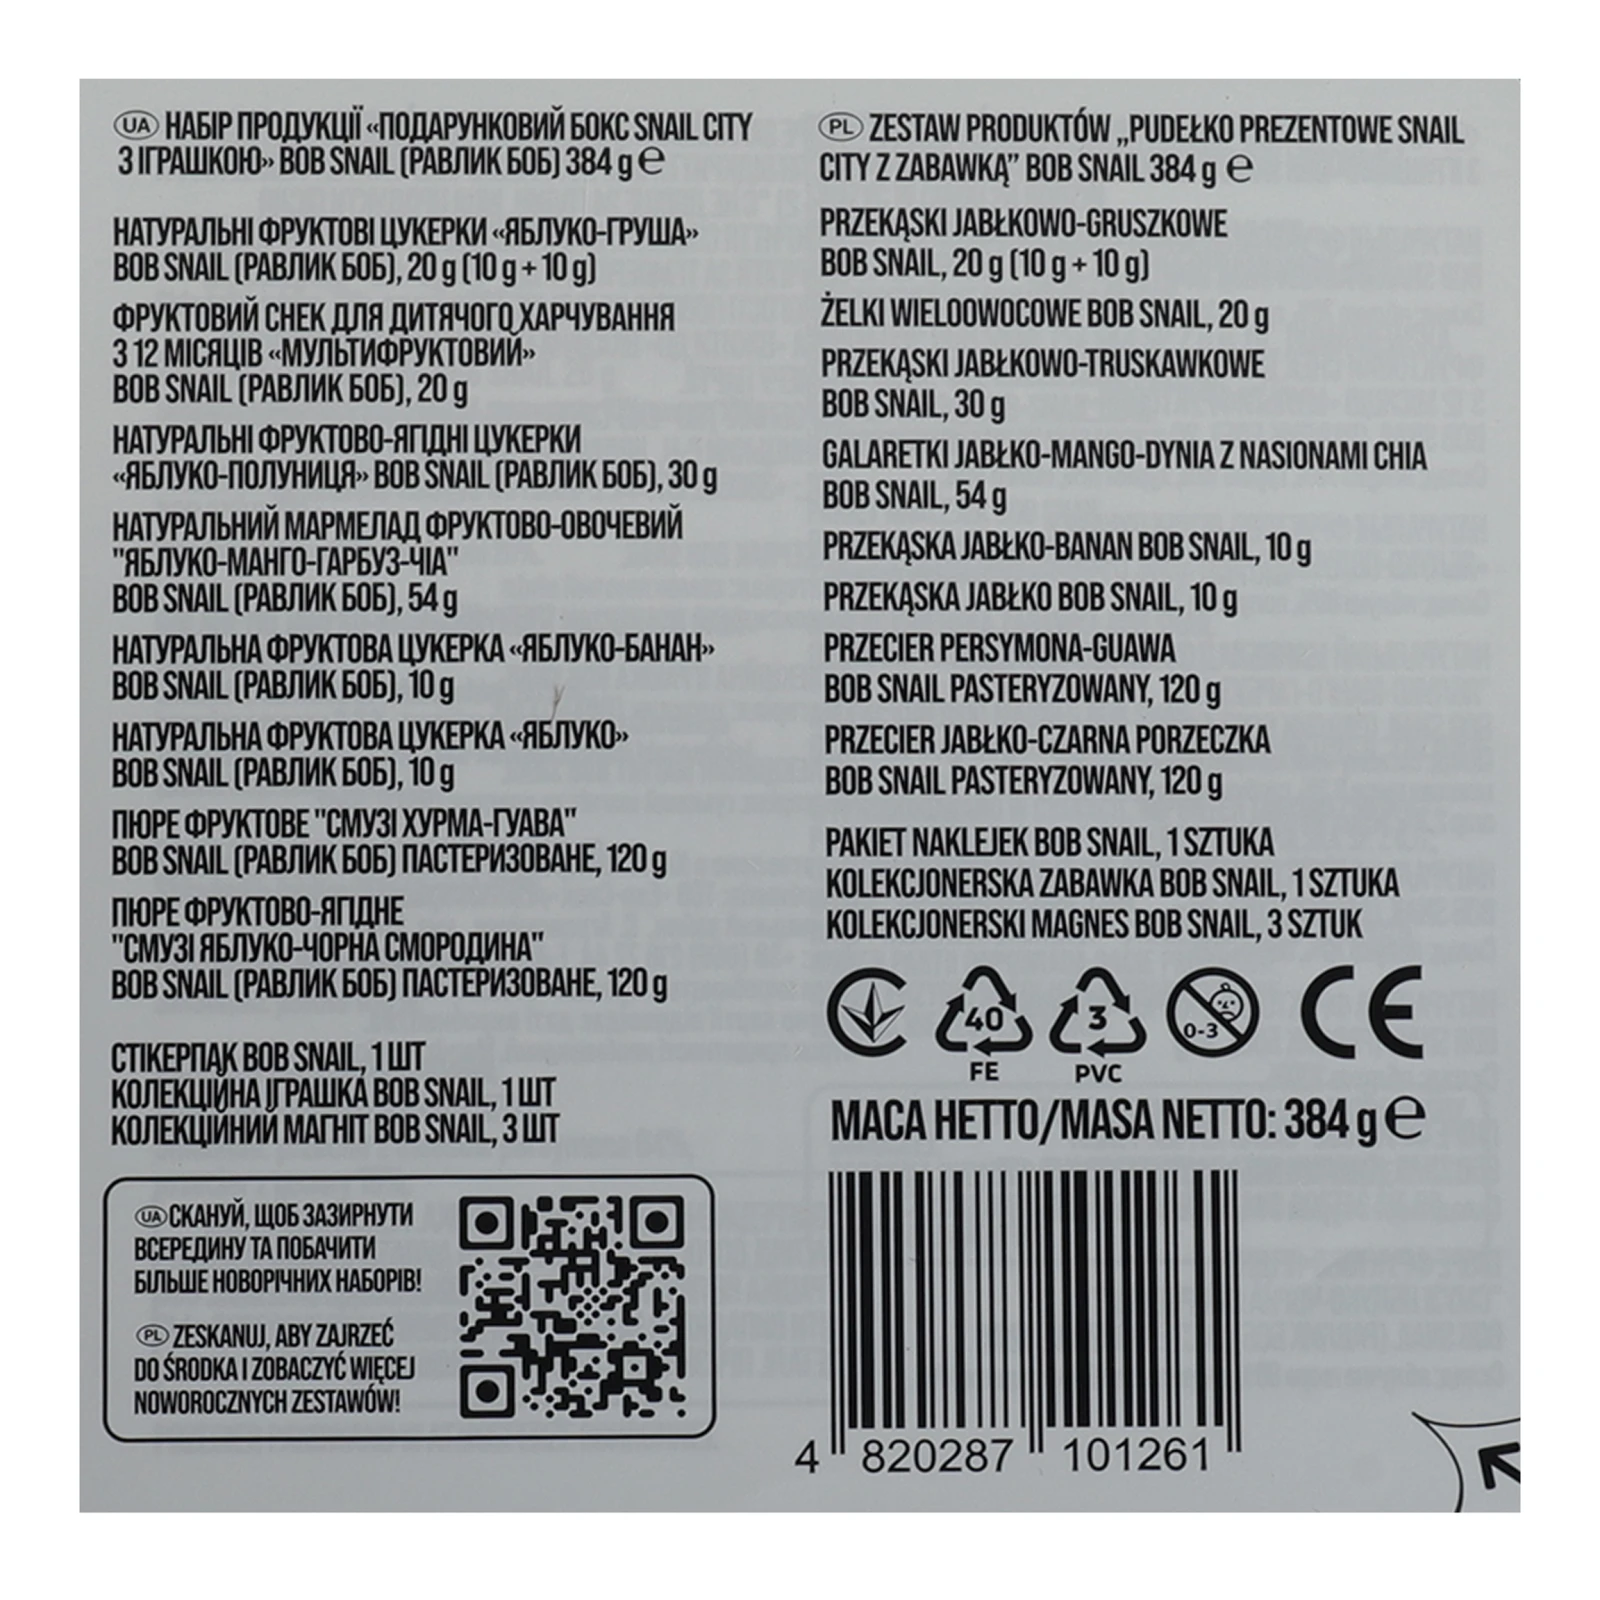 UA НАБІР ПРОДУКЦІЇ «ПОДАРУНКОВИЙ БОКС SNAIL CITY
З ІГРАШКОЮ» BOB SNAIL (РАВЛИК БОБ) 384 g ℮
НАТУРАЛЬНІ ФРУКТОВІ ЦУКЕРКИ «ЯБЛУКО-ГРУША»
BOB SNAIL (РАВЛИК БОБ), 20 g (10 g + 10 g)
ФРУКТОВИЙ СНЕК ДЛЯ ДИТЯЧОГО ХАРЧУВАННЯ
З 12 МІСЯЦІВ «МУЛЬТИФРУКТОВИЙ»
BOB SNAIL (РАВЛИК БОБ), 20 g
НАТУРАЛЬНІ ФРУКТОВО-ЯГІДНІ ЦУКЕРКИ
«ЯБЛУКО-ПОЛУНИЦЯ» BOB SNAIL (РАВЛИК БОБ), 30 g
НАТУРАЛЬНИЙ МАРМЕЛАД ФРУКТОВО-ОВОЧЕВИЙ
"ЯБЛУКО-МАНГО-ГАРБУЗ-ЧІА"
BOB SNAIL (РАВЛИК БОБ), 54 g
НАТУРАЛЬНА ФРУКТОВА ЦУКЕРКА «ЯБЛУКО-БАНАН»
BOB SNAIL (РАВЛИК БОБ), 10 g
НАТУРАЛЬНА ФРУКТОВА ЦУКЕРКА «ЯБЛУКО»
BOB SNAIL (РАВЛИК БОБ), 10 g
ПЮРЕ ФРУКТОВЕ "СМУЗІ ХУРМА-ГУАВА"
BOB SNAIL (РАВЛИК БОБ) ПАСТЕРИЗОВАНЕ, 120 g
ПЮРЕ ФРУКТОВО-ЯГІДНЕ
"СМУЗІ ЯБЛУКО-ЧОРНА СМОРОДИНА"
BOB SNAIL (РАВЛИК БОБ) ПАСТЕРИЗОВАНЕ, 120 g
СТІКЕРПАК BOB SNAIL, 1 ШТ
КОЛЕКЦІЙНА ІГРАШКА BOB SNAIL, 1 ШТ
КОЛЕКЦІЙНИЙ МАГНІТ BOB SNAIL, 3 ШТ
UA СКАНУЙ, ЩОБ ЗАЗИРНУТИ
ВСЕРЕДИНУ ТА ПОБАЧИТИ
БІЛЬШЕ НОВОРІЧНИХ НАБОРІВ!
PL ZESKANUJ, ABY ZAJRZEĆ
DO ŚRODKA I ZOBACZYĆ WIĘCEJ
NOWOROCZNYCH ZESTAWÓW!
PL ZESTAW PRODUKTÓW „PUDEŁKO PREZENTOWE SNAIL
CITY Z ZABAWKĄ” BOB SNAIL 384 g ℮
PRZEKĄSKI JABŁKOWO-GRUSZKOWE
BOB SNAIL, 20 g (10 g + 10 g)
ŻELKI WIELOOWOCOWE BOB SNAIL, 20 g
PRZEKĄSKI JABŁKOWO-TRUSKAWKOWE
BOB SNAIL, 30 g
GALARETKI JABŁKO-MANGO-DYNIA Z NASIONAMI CHIA
BOB SNAIL, 54 g
PRZEKĄSKA JABŁKO-BANAN BOB SNAIL, 10 g
PRZEKĄSKA JABŁKO BOB SNAIL, 10 g
PRZECIER PERSYMONA-GUAWA
BOB SNAIL PASTERYZOWANY, 120 g
PRZECIER JABŁKO-CZARNA PORZECZKA
BOB SNAIL PASTERYZOWANY, 120 g
PAKIET NAKLEJEK BOB SNAIL, 1 SZTUKA
KOLEKCJONERSKA ZABAWKA BOB SNAIL, 1 SZTUKA
KOLEKCJONERSKI MAGNES BOB SNAIL, 3 SZTUK
40 3 0-3 CE
FE PVC
МАСА НЕТТО/MASA NETTO: 384 g ℮
4 820287 101261